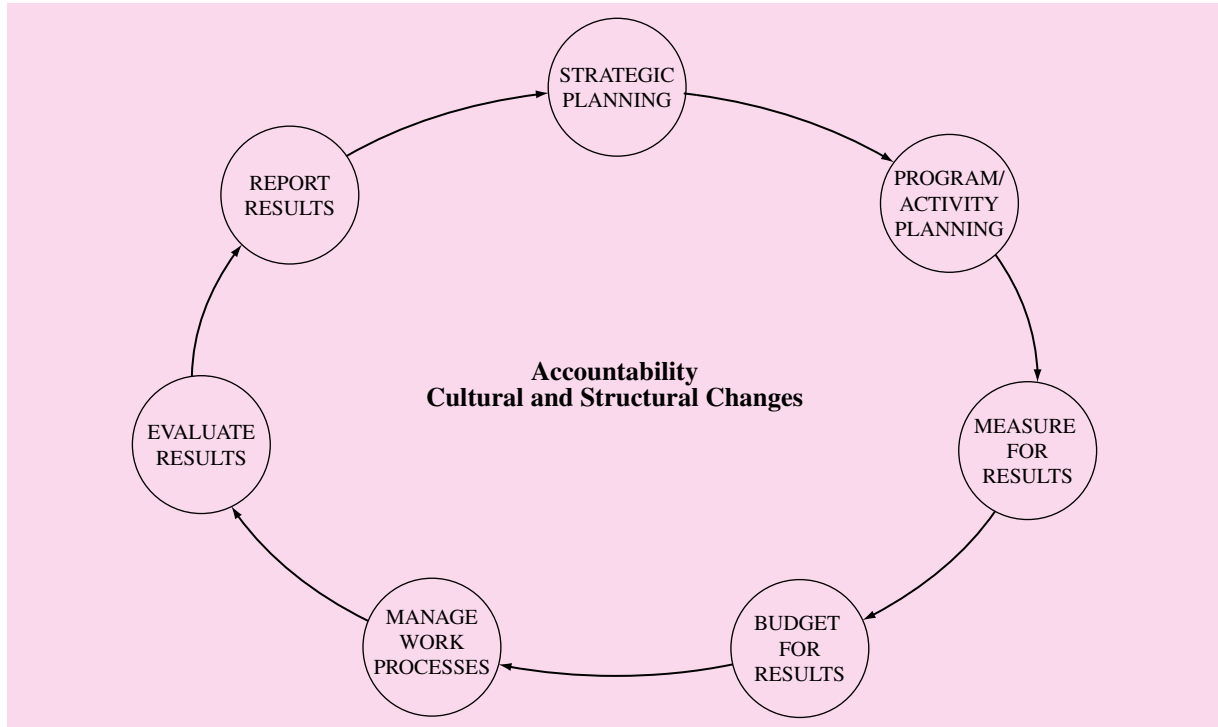 STRATEGIC
PLANNING
PROGRAM/
ACTIVITY
PLANNING
MEASURE
FOR
RESULTS
BUDGET
FOR
RESULTS
MANAGE
WORK
PROCESSES
EVALUATE
RESULTS
REPORT
RESULTS
Accountability
Cultural and Structural Changes